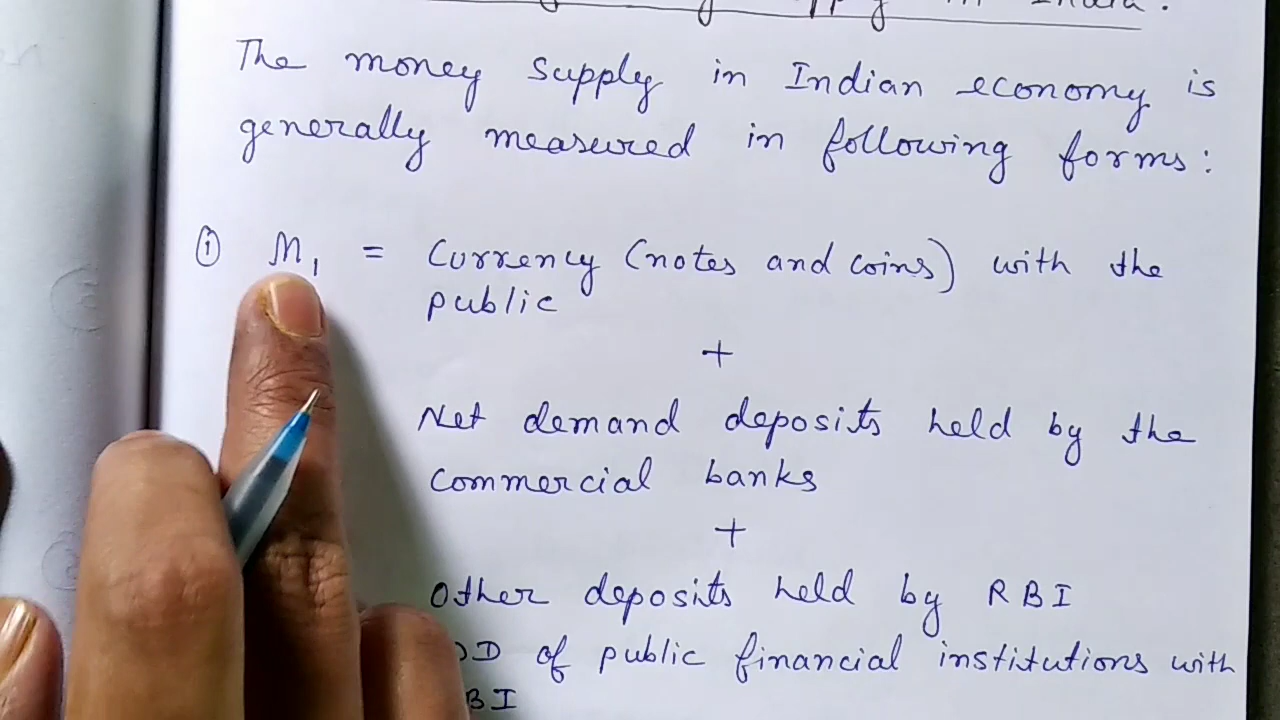 in India.
The money supply in Indian economy is
generally measured in following forms:
① M₁ = Currency (notes and coins) with the
public
+
Net demand deposits held by the
commercial banks
+
Other deposits held by RBI
of public financial institutions with